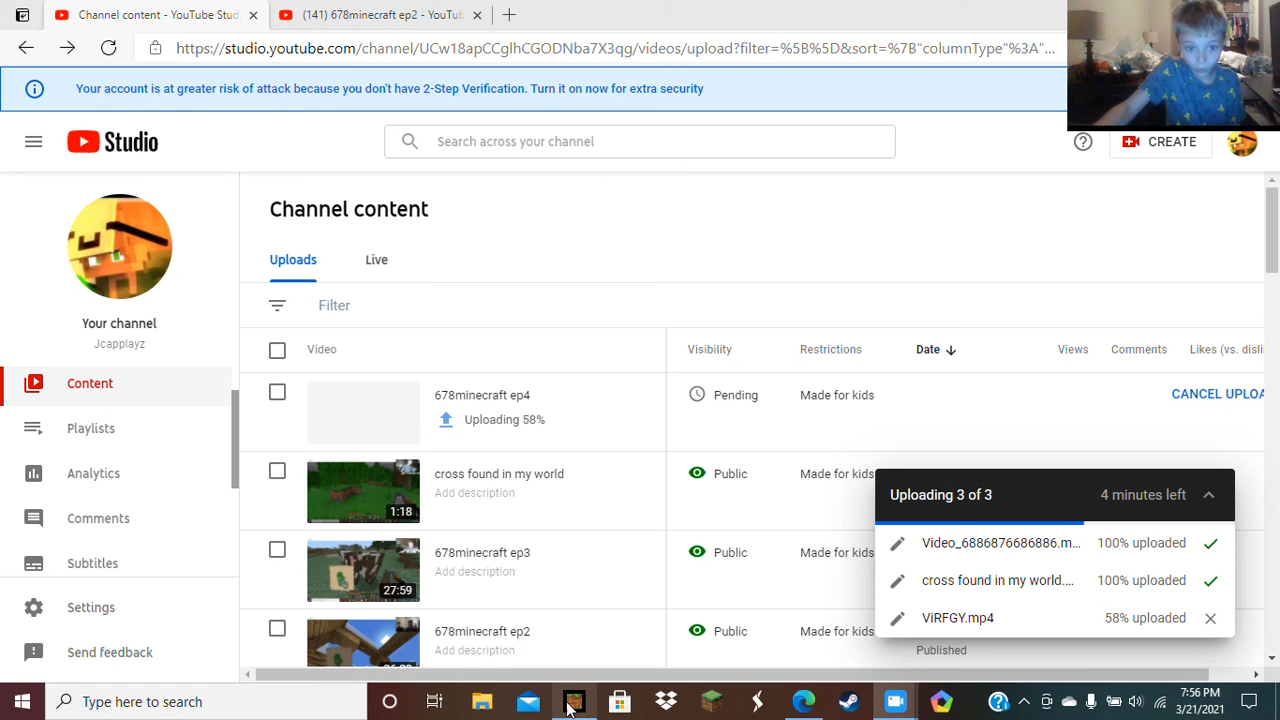 Channel content - YouTube Stud
(141) 678minecraft ep2 - YouTub
https://studio.youtube.com/channel/UCw18apCCglhCGODNba7X3qg/videos/upload?filter=%5B%5D&sort=%7B"columnType"%3A"...
Your account is at greater risk of attack because you don't have 2-Step Verification. Turn it on now for extra security
Studio
Search across your channel
CREATE
Channel content
Uploads
Live
Filter
Your channel
Jcapplayz
Content
Playlists
Analytics
Comments
Subtitles
Settings
Send feedback
Video
Visibility
Restrictions
Date
Views
Comments
Likes (vs. disli
678minecraft ep4
Uploading 58%
Pending
Made for kids
CANCEL UPLOA
cross found in my world
Add description
1:18
Public
Made for kids
678minecraft ep3
Add description
27:59
Public
Made for kids
678minecraft ep2
Add description
Public
Made for kids
Published
Uploading 3 of 3
4 minutes left
Video_6886876686886.m...
100% uploaded
cross found in my world....
100% uploaded
ViRFGY.mp4
58% uploaded
Type here to search
7:56 PM
3/21/2021